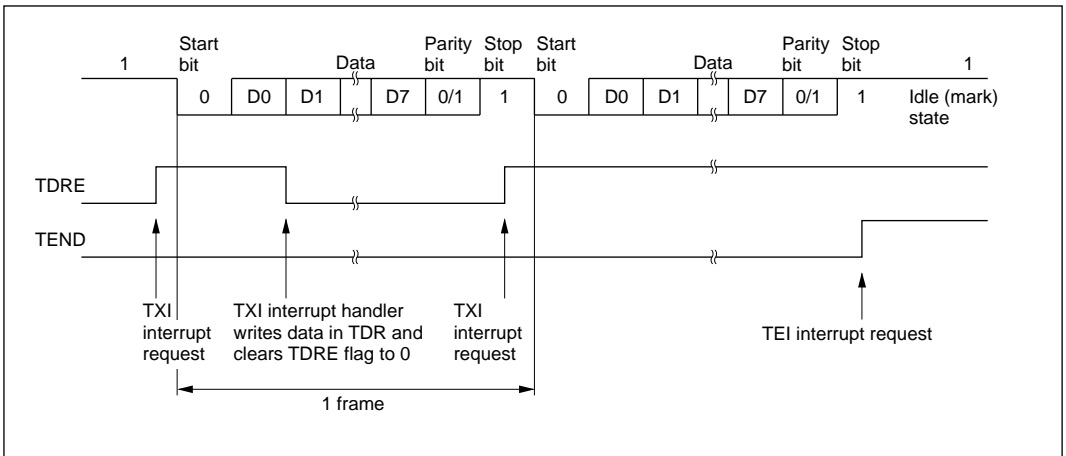 Start Parity Stop Start Parity Stop
1 bit Data bit bit bit Data bit bit 1
0 D0 D1 D7 0/1 1 0 D0 D1 D7 0/1 1 Idle (mark)
state
TDRE
TEND
TXI TXI interrupt handler TXI
interrupt writes data in TDR and interrupt TEI interrupt request
request clears TDRE flag to 0 request
1 frame